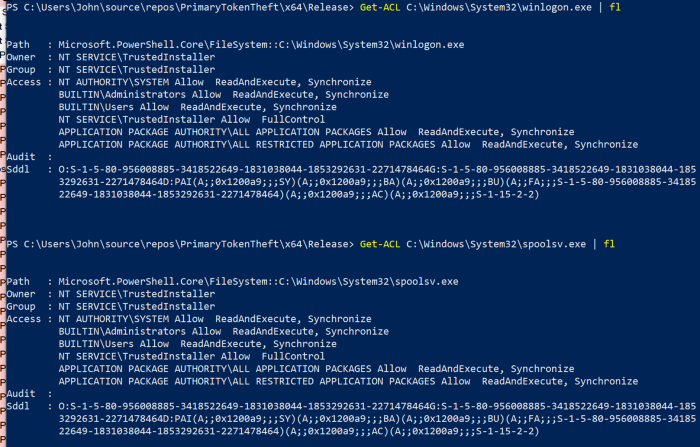 PS C:\Users\John\source\repos\PrimaryTokenTheft\x64\Release> Get-ACL C:\Windows\System32\winlogon.exe | fl
Path   : Microsoft.PowerShell.Core\FileSystem::C:\Windows\System32\winlogon.exe
Owner  : NT SERVICE\TrustedInstaller
Group  : NT SERVICE\TrustedInstaller
Access : NT AUTHORITY\SYSTEM Allow  ReadAndExecute, Synchronize
BUILTIN\Administrators Allow  ReadAndExecute, Synchronize
BUILTIN\Users Allow  ReadAndExecute, Synchronize
NT SERVICE\TrustedInstaller Allow  FullControl
APPLICATION PACKAGE AUTHORITY\ALL APPLICATION PACKAGES Allow  ReadAndExecute, Synchronize
APPLICATION PACKAGE AUTHORITY\ALL RESTRICTED APPLICATION PACKAGES Allow  ReadAndExecute, Synchronize
Audit  :
Sddl   : O:S-1-5-80-956008885-3418522649-1831038044-1853292631-2271478464G:S-1-5-80-956008885-3418522649-1831038044-185
3292631-2271478464D:PAI(A;;0x1200a9;;;SY)(A;;0x1200a9;;;BA)(A;;0x1200a9;;;BU)(A;;FA;;;S-1-5-80-956008885-34185
22649-1831038044-1853292631-2271478464)(A;;0x1200a9;;;AC)(A;;0x1200a9;;;S-1-15-2-2)
PS C:\Users\John\source\repos\PrimaryTokenTheft\x64\Release> Get-ACL C:\Windows\System32\spoolsv.exe | fl
Path   : Microsoft.PowerShell.Core\FileSystem::C:\Windows\System32\spoolsv.exe
Owner  : NT SERVICE\TrustedInstaller
Group  : NT SERVICE\TrustedInstaller
Access : NT AUTHORITY\SYSTEM Allow  ReadAndExecute, Synchronize
BUILTIN\Administrators Allow  ReadAndExecute, Synchronize
BUILTIN\Users Allow  ReadAndExecute, Synchronize
NT SERVICE\TrustedInstaller Allow  FullControl
APPLICATION PACKAGE AUTHORITY\ALL APPLICATION PACKAGES Allow  ReadAndExecute, Synchronize
APPLICATION PACKAGE AUTHORITY\ALL RESTRICTED APPLICATION PACKAGES Allow  ReadAndExecute, Synchronize
Audit  :
Sddl   : O:S-1-5-80-956008885-3418522649-1831038044-1853292631-2271478464G:S-1-5-80-956008885-3418522649-1831038044-185
3292631-2271478464D:PAI(A;;0x1200a9;;;SY)(A;;0x1200a9;;;BA)(A;;0x1200a9;;;BU)(A;;FA;;;S-1-5-80-956008885-34185
22649-1831038044-1853292631-2271478464)(A;;0x1200a9;;;AC)(A;;0x1200a9;;;S-1-15-2-2)